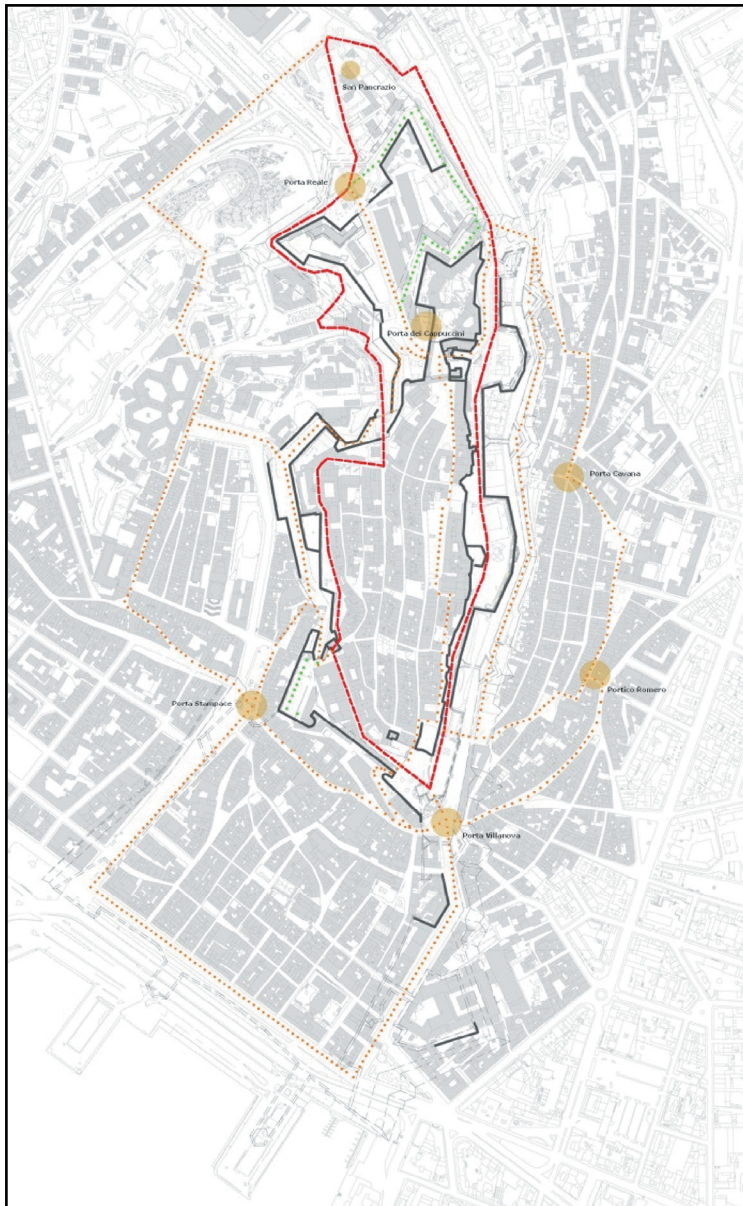 San Pancrazio
Porta Reale
Porta dei Cappuccini
Porta Cavana
Portico Romero
Porta Stampace
Porta Villanova